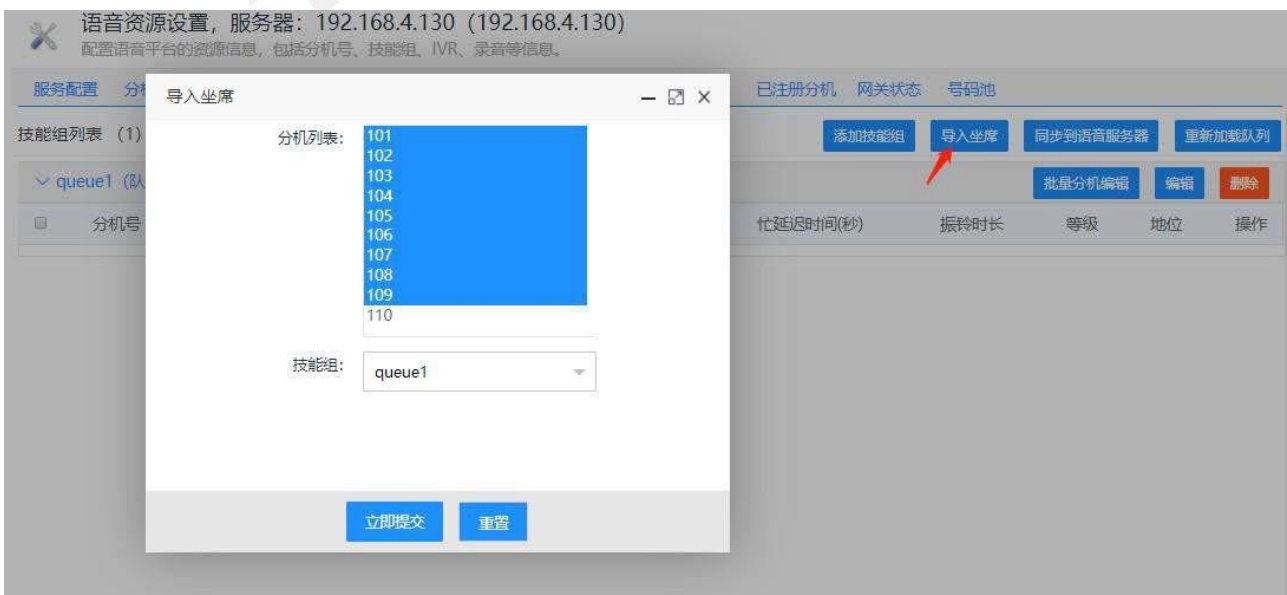 语音资源设置，服务器：192.168.4.130（192.168.4.130）
配置语音平台的资源信息，包括分机号、技能组、IVR、录音等信息。
服务配置 分 已注册分机 网关状态 号码池
导入坐席
技能组列表 （1） 添加技能组 导入坐席 同步到语音服务器 重新加载队列
分机列表:
101
102
103
104
105
106
107
108
109
110
queue1 (队 批量分机编辑 编辑 删除
分机号 忙延迟时间(秒) 振铃时长 等级 地位 操作
技能组: queue1
立即提交 重置